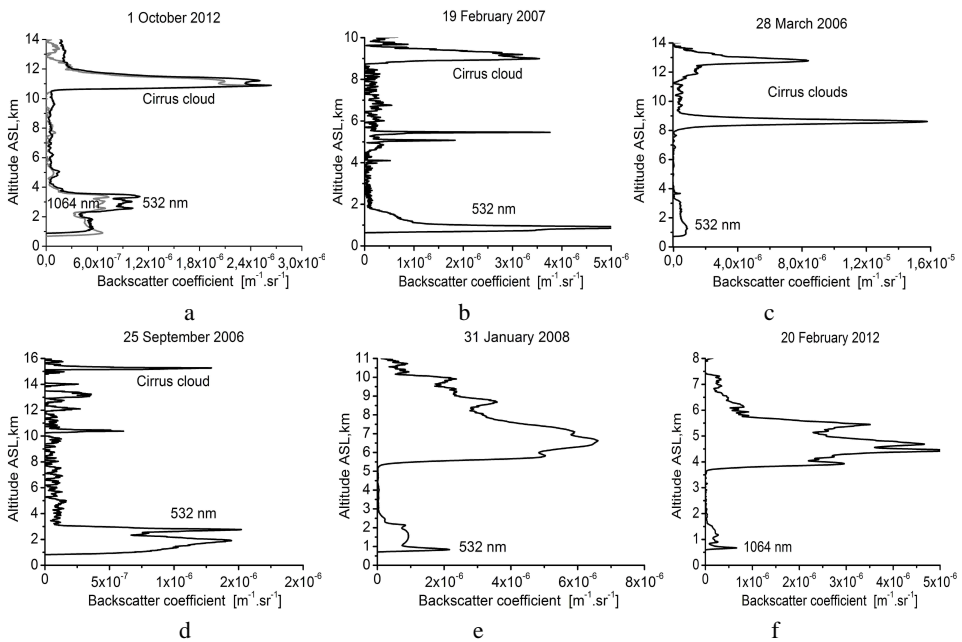 1 October 2012
14
12
10
8
6
4
2
0
Altitude ASL,km
Cirrus cloud
1064 nm
532 nm
0,0
6,0x10-7
1,2x10-6
1,8x10-6
2,4x10-6
3,0x10-6
Backscatter coefficient [m-1.sr-1]
a
19 February 2007
10
8
6
4
2
0
Altitude ASL,km
Cirrus cloud
532 nm
0
1x10-6
2x10-6
3x10-6
4x10-6
5x10-6
Backscatter coefficient [m-1.sr-1]
b
28 March 2006
14
12
10
8
6
4
2
0
Altitude ASL,km
Cirrus clouds
532 nm
0,0
4,0x10-6
8,0x10-6
1,2x10-5
1,6x10-5
Backscatter coefficient [m-1.sr-1]
c
25 September 2006
16
14
12
10
8
6
4
2
0
Altitude ASL,km
Cirrus cloud
532 nm
0
5x10-7
1x10-6
2x10-6
2x10-6
Backscatter coefficient [m-1.sr-1]
d
31 January 2008
11
10
9
8
7
6
5
4
3
2
1
0
Altitude ASL,km
532 nm
0
2x10-6
4x10-6
6x10-6
8x10-6
Backscatter coefficient [m-1.sr-1]
e
20 February 2012
8
7
6
5
4
3
2
1
0
Altitude ASL,km
1064 nm
0
1x10-6
2x10-6
3x10-6
4x10-6
5x10-6
Backscatter coefficient [m-1.sr-1]
f